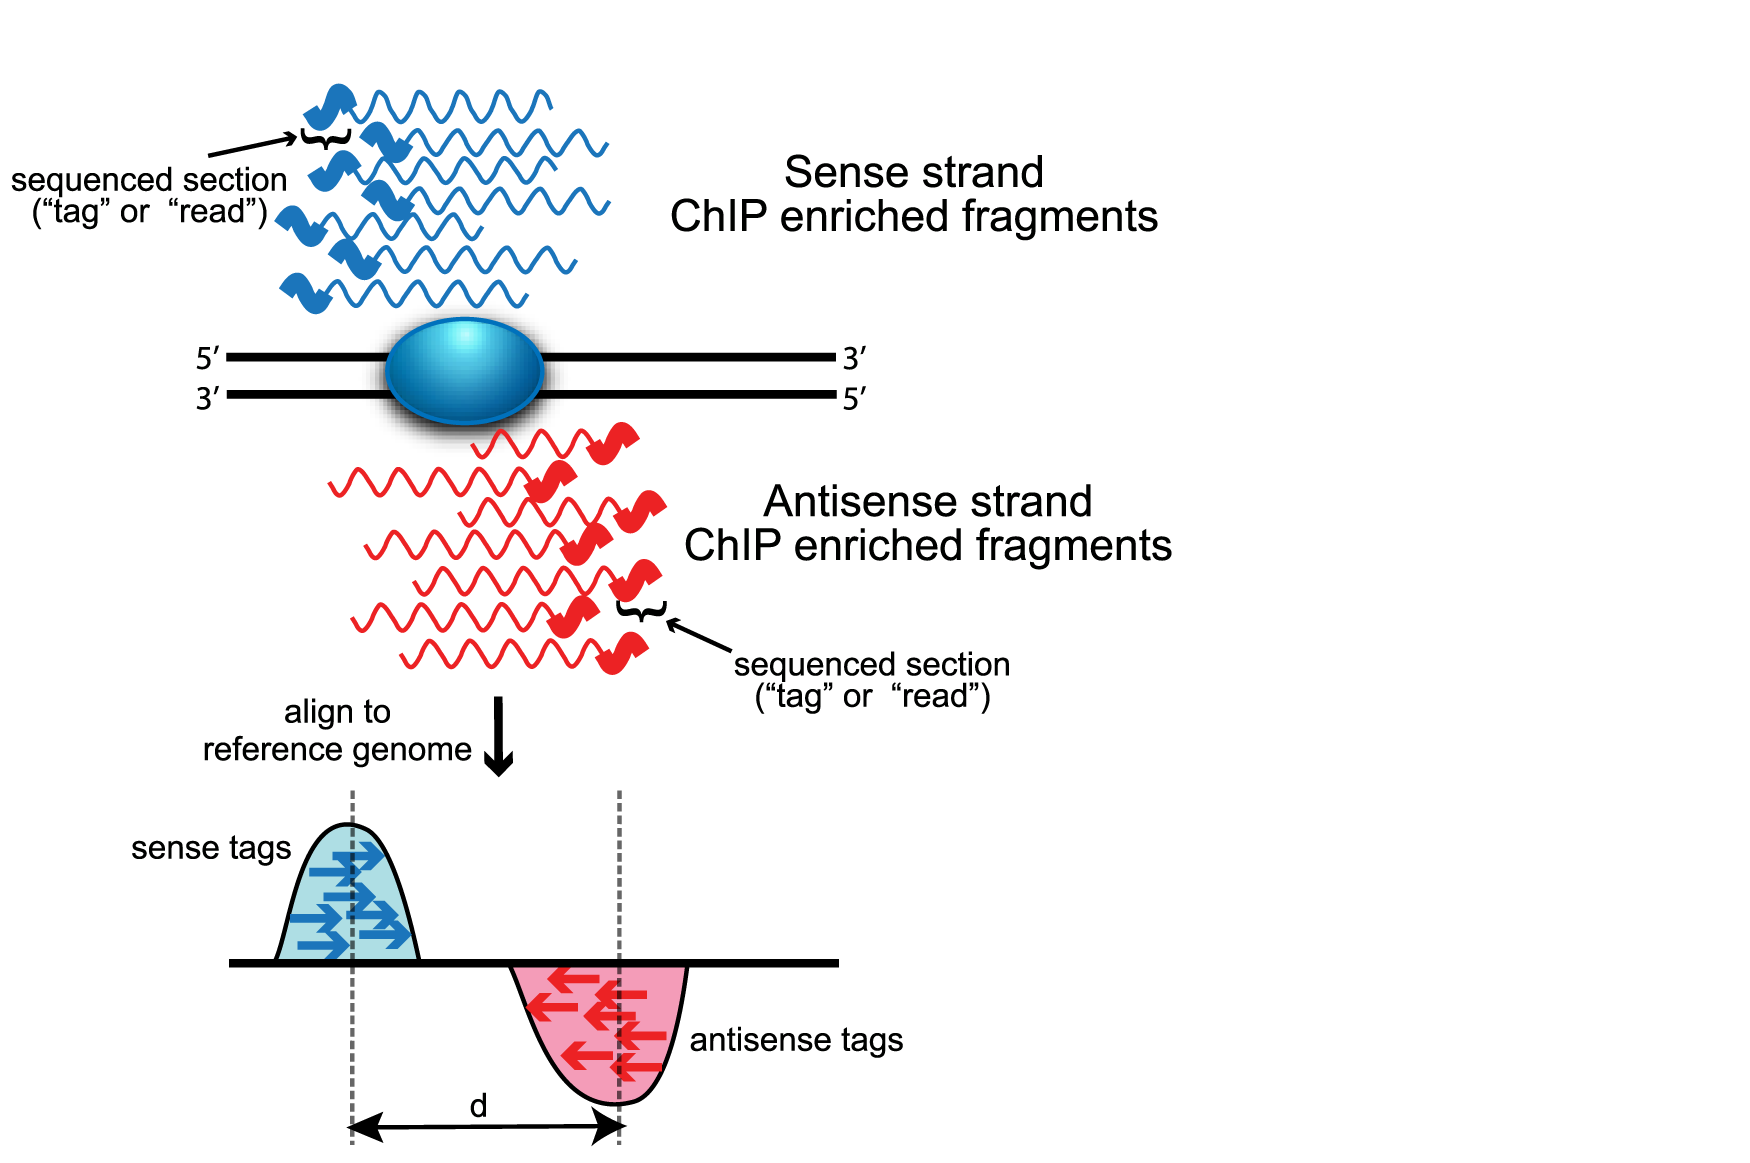 sequenced section
(“tag” or  “read”)
Sense strand
ChIP enriched fragments
5′
3′
3′
5′
Antisense strand
ChIP enriched fragments
sequenced section
(“tag” or  “read”)
align to
reference genome
sense tags
antisense tags
d